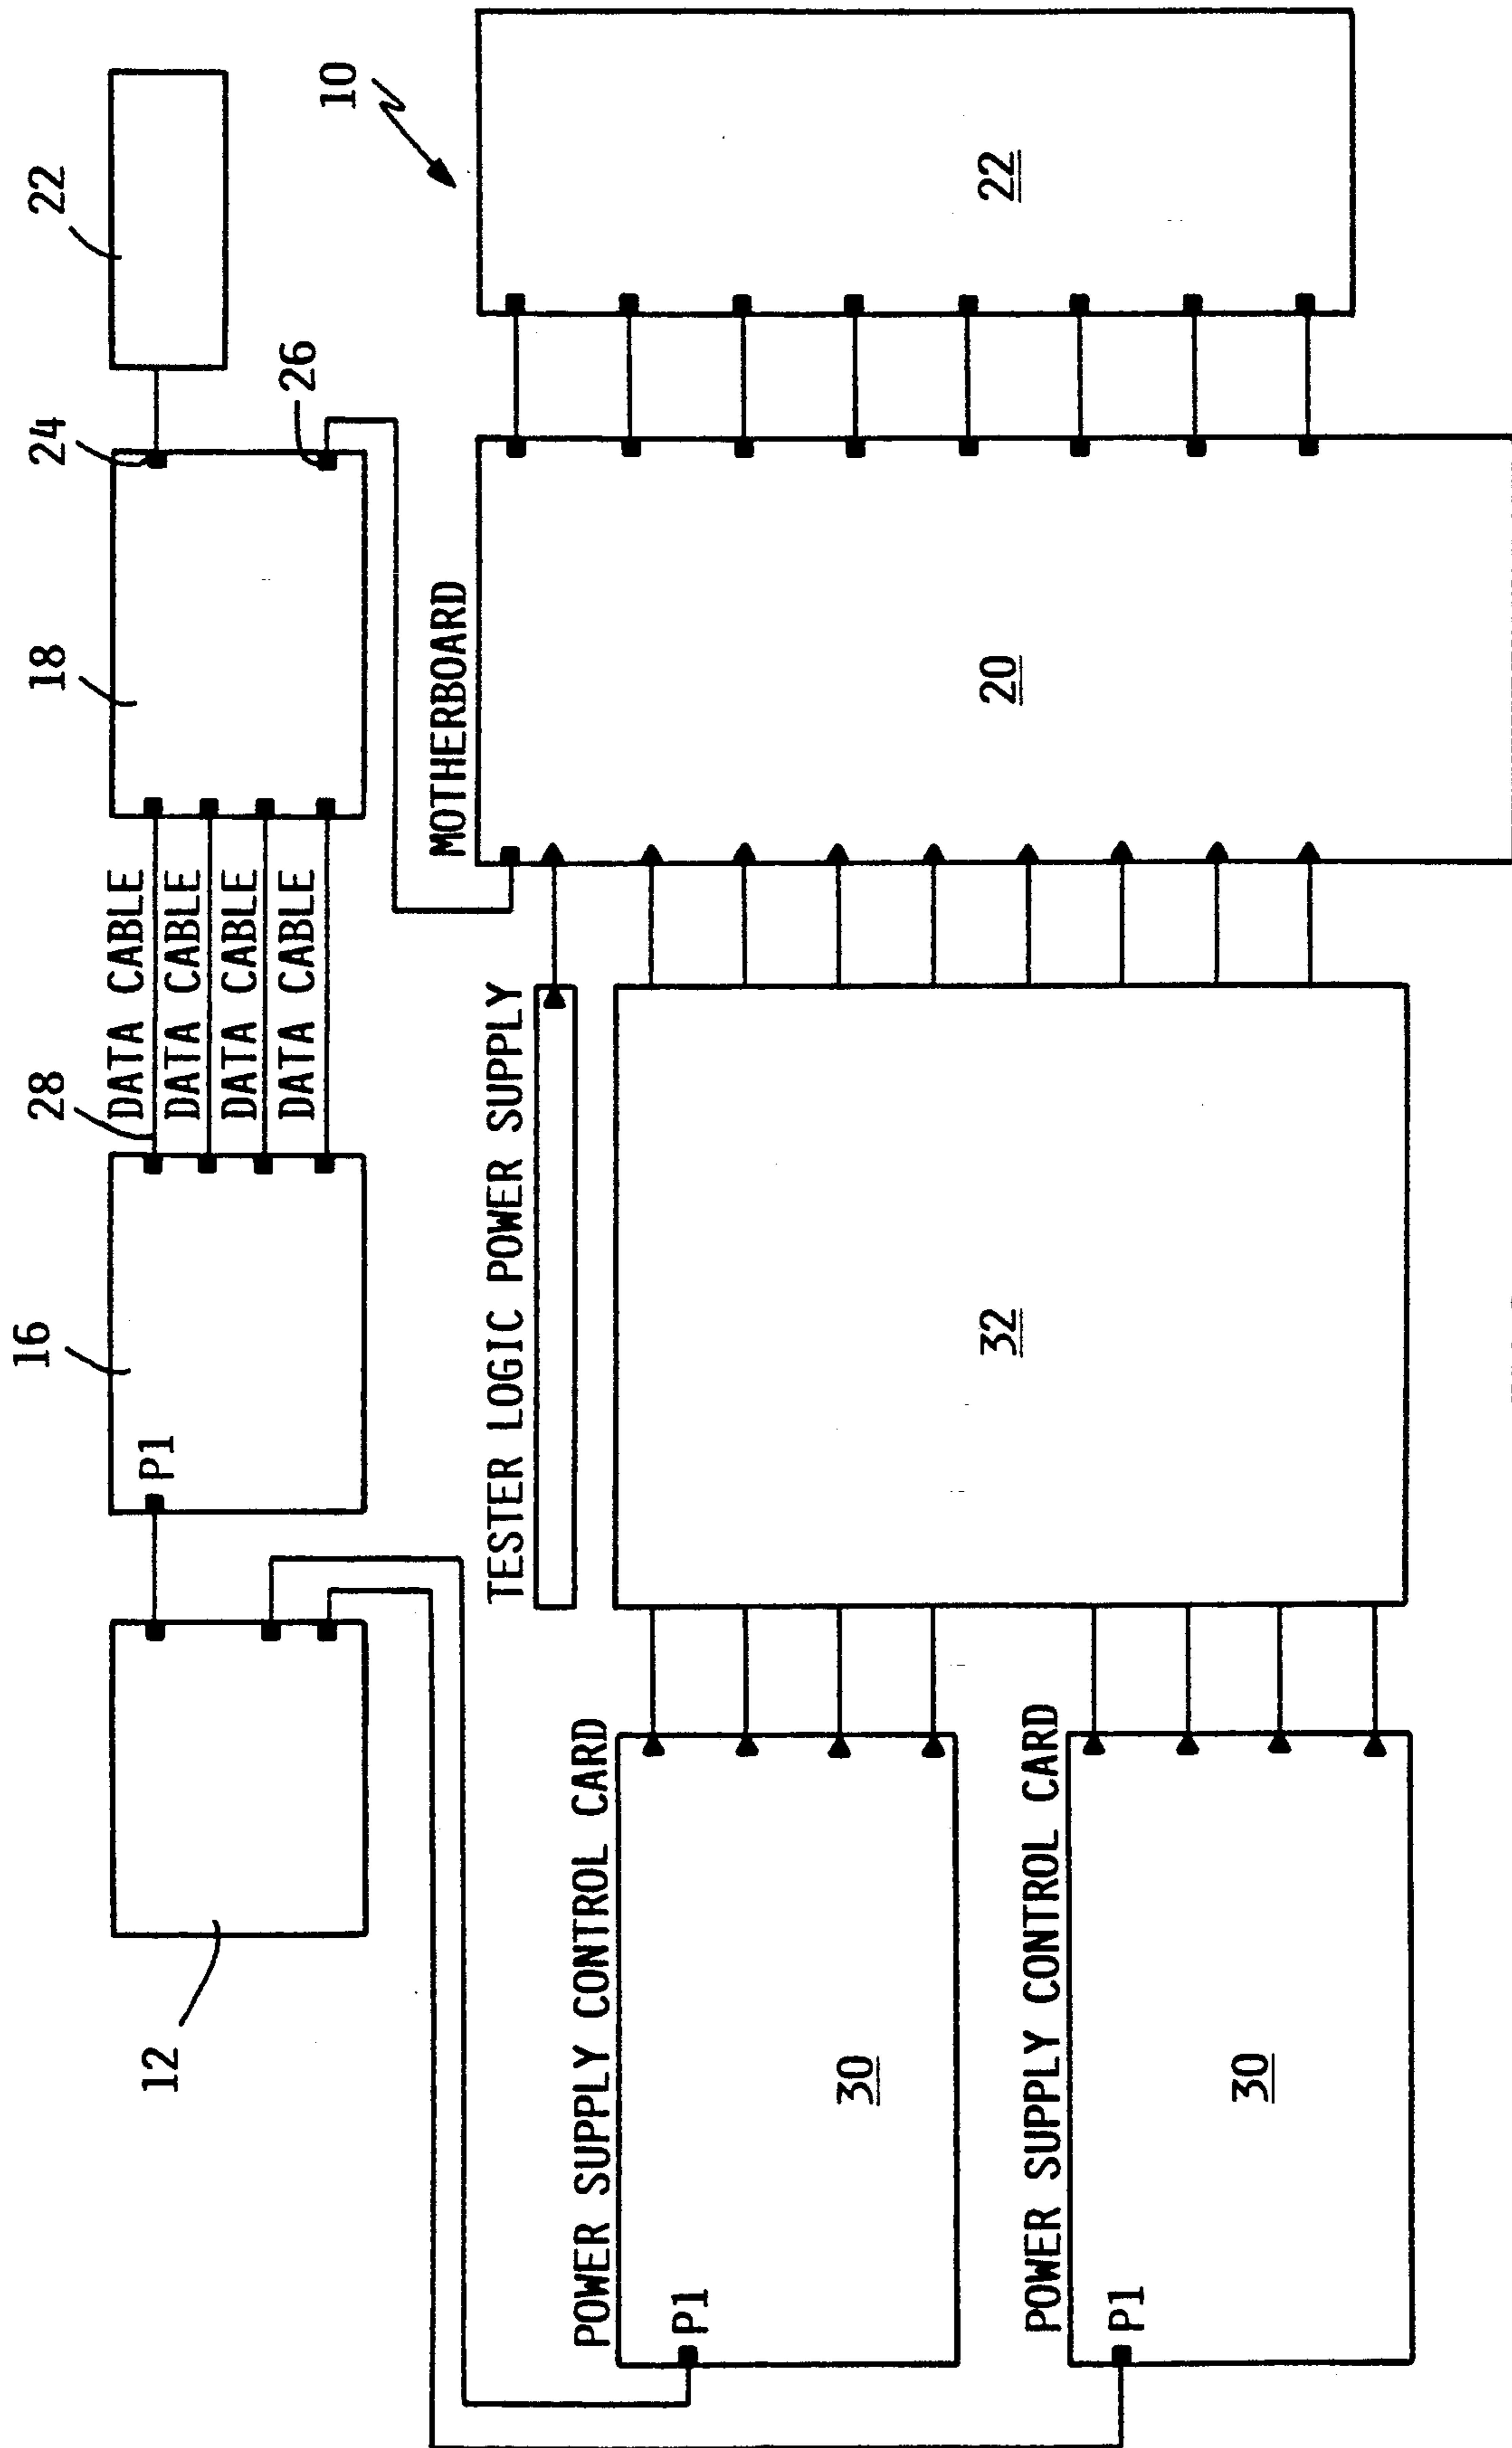 22
10
24
26
18
28
DATA CABLE
DATA CABLE
DATA CABLE
DATA CABLE
16
P1
12
MOTHERBOARD
22
20
TESTER LOGIC POWER SUPPLY
32
POWER SUPPLY CONTROL CARD
30
P1
POWER SUPPLY CONTROL CARD
30
P1